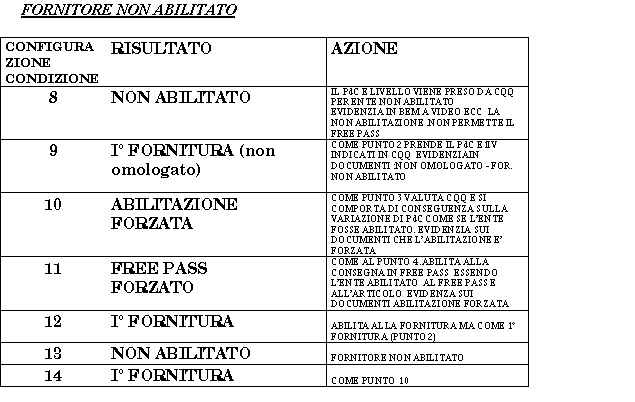 FORNITORE NON ABILITATO
CONFIGURA
ZIONE
CONDIZIONE
RISULTATO
AZIONE
8
NON ABILITATO
IL PdC E LIVELLO VIENE PRESO DA CQQ
PER ENTE NON ABILITATO
EVIDENZIA IN BEM A VIDEO ECC LA
NON ABILITAZIONE .NON PERMETTE IL
FREE PASS
9
I° FORNITURA (non
omologato)
COME PUNTO 2 PRENDE IL PdC E llV
INDICATI IN CQQ EVIDENZIAIN
DOCUMENTI :NON OMOLOGATO - FOR.
NON ABILITATO
10
ABILITAZIONE
FORZATA
COME PUNTO 3 VALUTA CQQ E SI
COMPORTA DI CONSEGUENZA SULLA
VARIAZIONE DI PdC COME SE L'ENTE
FOSSE ABILITATO. EVIDENZIA SUI
DOCUMENTI CHE L'ABILITAZIONE E'
FORZATA
11
FREE PASS
FORZATO
COME AL PUNTO 4 .ABILITA ALLA
CONSEGNA IN FREE PASS ESSENDO
L'ENTE ABILITATO AL FREE PASS E
ALL'ARTICOLO EVIDENZA SUI
DOCUMENTI ABILITAZIONE FORZATA
12
I° FORNITURA
ABILITA ALLA FORNITURA MA COME 1°
FORNITURA (PUNTO 2)
13
NON ABILITATO
FORNITORE NON ABILITATO
14
I° FORNITURA
COME PUNTO 10